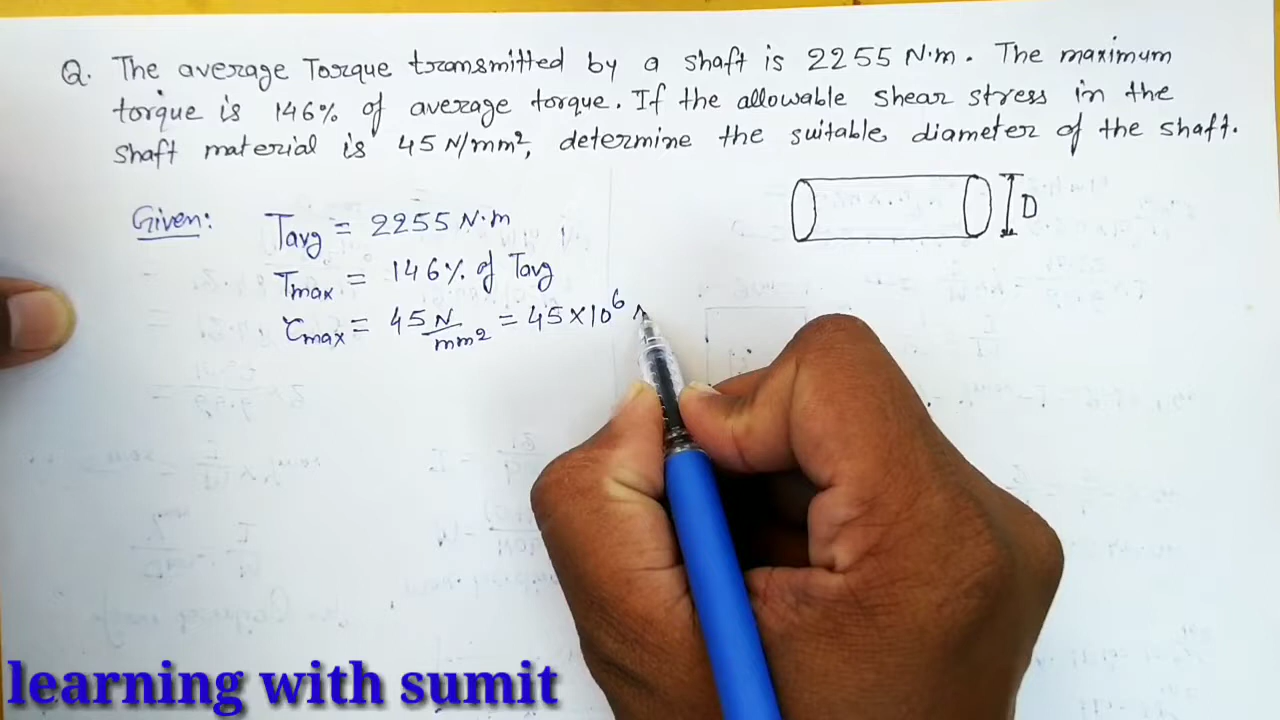 Q. The average Torque transmitted by a shaft is 2255 N·m. The maximum
torque is 146% of average torque. If the allowable shear stress in the
shaft material is 45 N/mm², determine the suitable diameter of the shaft.
Given: Tavg = 2255 N·m
Tmax = 146% of Tavg
τmax = 45 N/mm² = 45×10⁶
D
learning with sumit